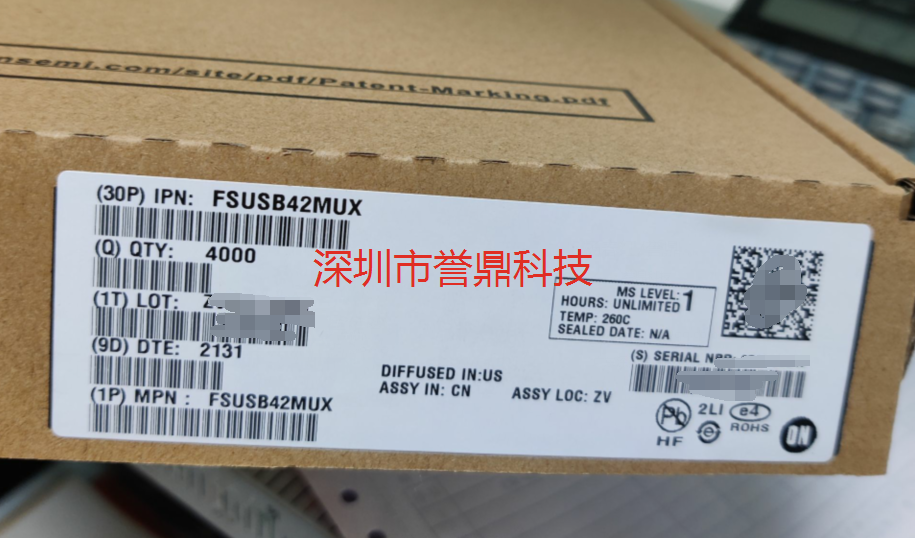 nsemi.com/site/pdf/Patent-Marking.pdf
(30P) IPN: FSUSB42MUX
(Q) QTY: 4000
深圳市誉鼎科技
(1T) LOT:
(9D) DTE: 2131
(1P) MPN : FSUSB42MUX
DIFFUSED IN:US
ASSY IN: CN
ASSY LOC: ZV
MS LEVEL: 1
HOURS: UNLIMITED
TEMP: 260C
SEALED DATE: N/A
(S) SERIAL NBR:
Pb
HF
2LI
e4
e
ROHS
ON